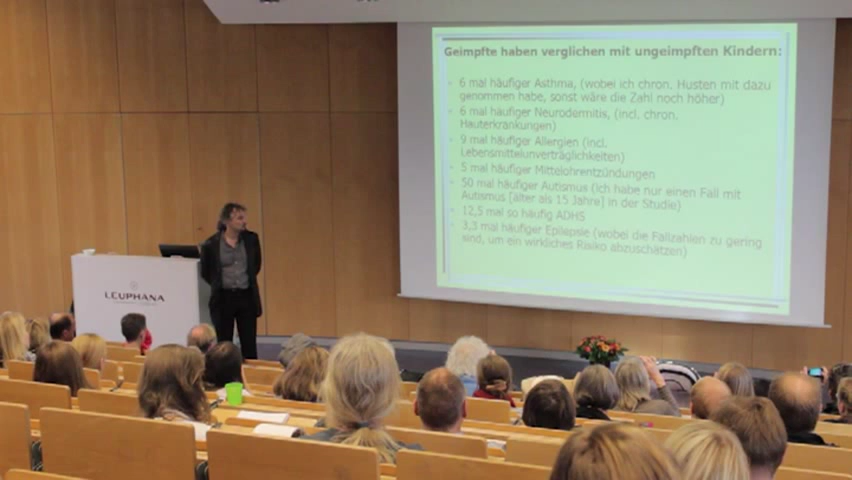 Geimpfte haben verglichen mit ungeimpften Kindern:
6 mal häufiger Asthma, (wobei ich chron. Husten mit dazu
genommen habe, sonst wäre die Zahl noch höher)
6 mal häufiger Neurodermitis, (incl. chron.
Hauterkrankungen)
9 mal häufiger Allergien (incl.
Lebensmittelunverträglichkeiten)
5 mal häufiger Mittelohrentzündungen
50 mal häufiger Autismus (ich habe nur einen Fall mit
Autismus [älter als 15 Jahre] in der Studie)
12,5 mal so häufig ADHS
3,3 mal häufiger Epilepsie (wobei die Fallzahlen zu gering
sind, um ein wirkliches Risiko abzuschätzen)
LEUPHANA